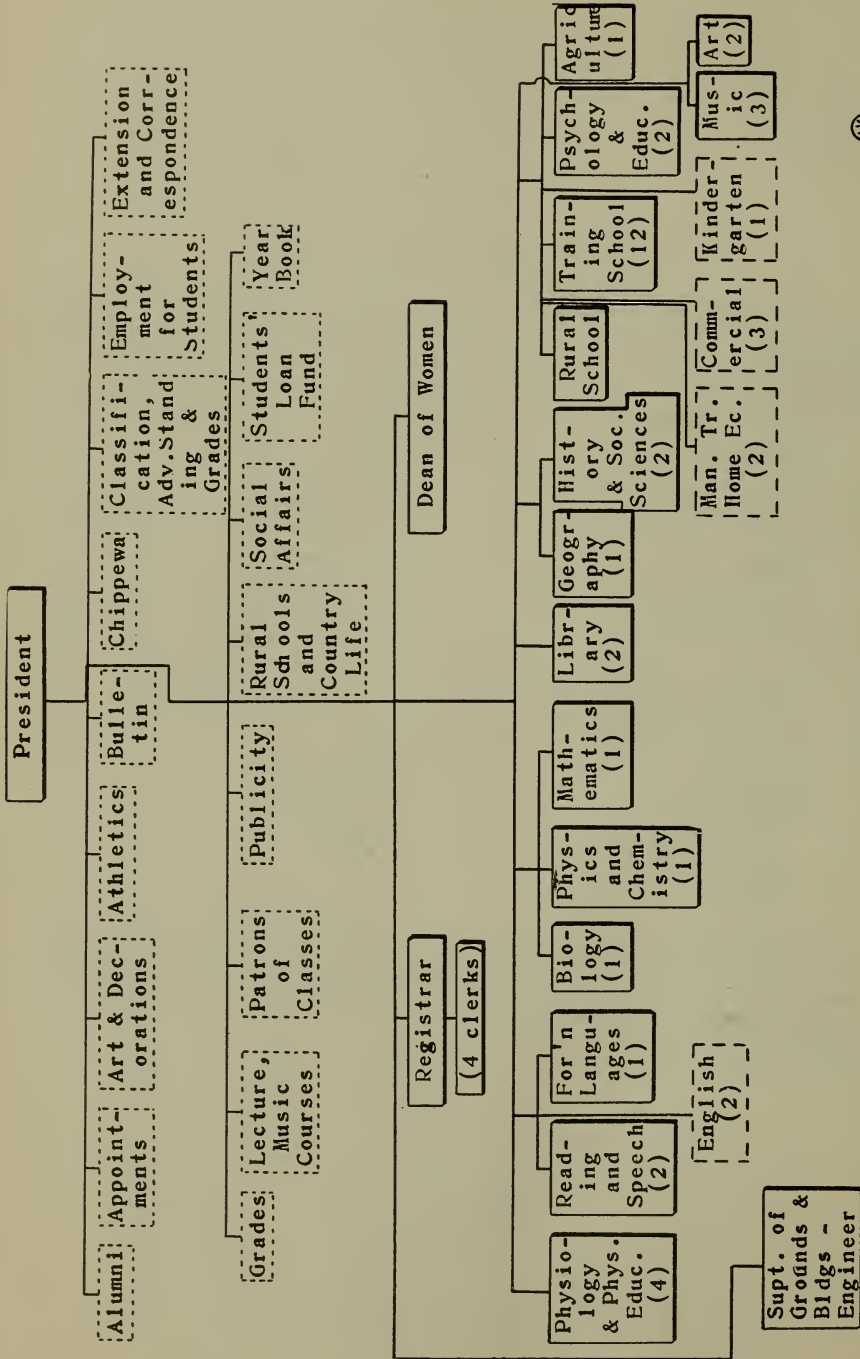 President
Alumni
Appoint-
ments
Art & Dec-
orations
Athletics
Bulle-
tin
Chippewa
Classifi-
cation,
Adv.Stand
ing &
Grades
Employ-
ment
for
Students
Extension
and Corr-
espondence
Grades
Lecture,
Music
Courses
Patrons
of
Classes
Publicity
Rural
Schools
and
Country
Life
Social
Affairs
Students'
Loan
Fund
Year
Book
Registrar
(4 clerks)
Dean of Women
Physio-
logy
& Phys.
Educ.
(4)
Read-
ing
and
Speech
(2)
For'n
Langu-
ages
(1)
English
(2)
Bio-
logy
(1)
Phys-
ics
and
Chem-
istry
(1)
Math-
ematics
(1)
Libr-
ary
(2)
Geogr-
aphy
(1)
Hist-
ory
& Soc.
Sciences
(2)
Rural
School
Train-
ing
School
(12)
Psych-
ology
&
Educ.
(2)
Agric
ulture
(1)
Man. Tr.
Home Ec.
(2)
Comm-
ercial
(3)
Kinder-
garten
(1)
Mus-
ic
(3)
Art
(2)
Supt. of
Grounds &
Bldgs -
Engineer